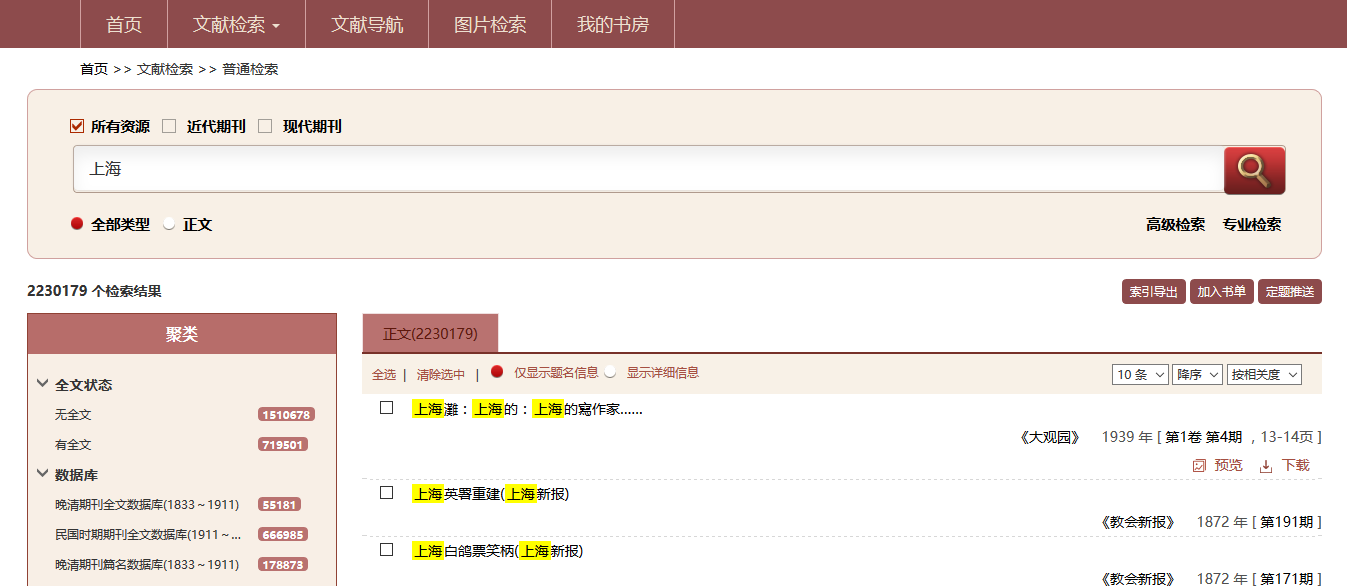 首页 文献检索 文献导航 图片检索 我的书房
首页 >> 文献检索 >> 普通检索
所有资源 近代期刊 现代期刊
上海
全部类型 正文 高级检索 专业检索
2230179 个检索结果 索引导出 加入书单 定题推送
聚类
全文状态
无全文 1510678
有全文 719501
数据库
晚清期刊全文数据库(1833～1911) 55181
民国时期期刊全文数据库(1911～... 666985
晚清期刊篇名数据库(1833～1911) 178873
正文(2230179)
全选 | 清除选中 | 仅显示题名信息 显示详细信息 10 条 降序 按相关度
上海灘：上海的：上海的寫作家……
《大观园》 1939 年 [ 第1卷 第4期 , 13-14页 ]
预览 下载
上海英署重建(上海新报)
《教会新报》 1872 年 [ 第191期 ]
上海白鸽票笑柄(上海新报)
《教会新报》 1872 年 [ 第171期 ]